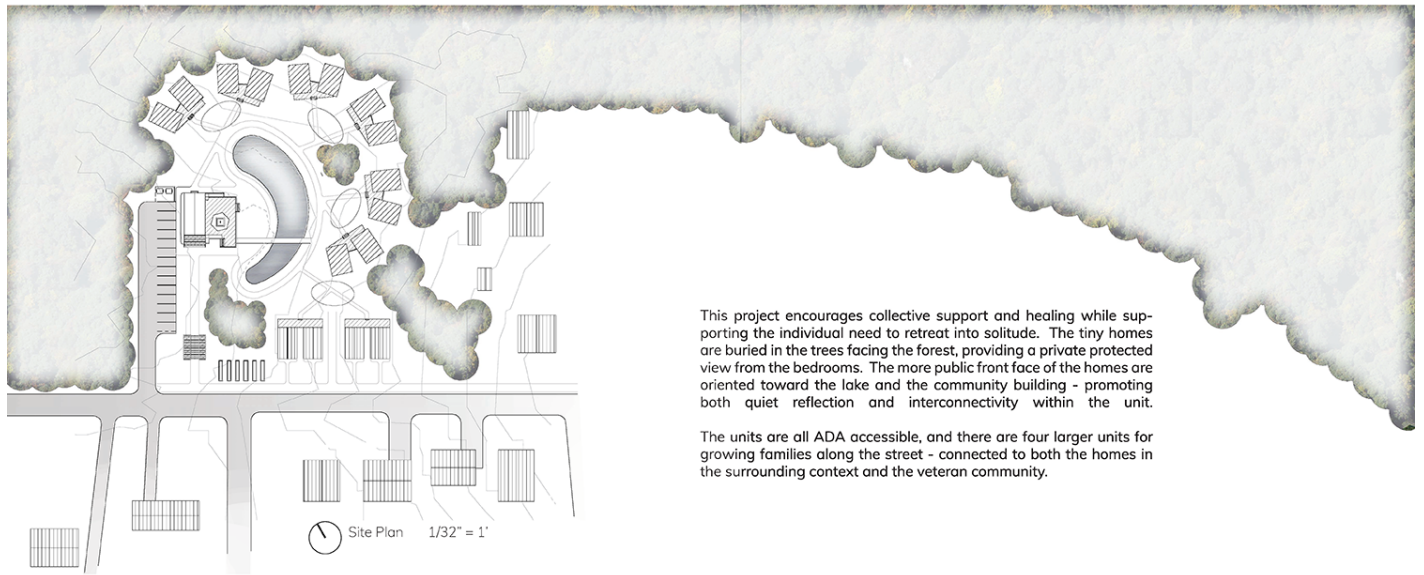 This project encourages collective support and healing while sup-
porting the individual need to retreat into solitude. The tiny homes
are buried in the trees facing the forest, providing a private protected
view from the bedrooms. The more public front face of the homes are
oriented toward the lake and the community building - promoting
both quiet reflection and interconnectivity within the unit.
The units are all ADA accessible, and there are four larger units for
growing families along the street - connected to both the homes in
the surrounding context and the veteran community.
Site Plan 1/32" = 1'